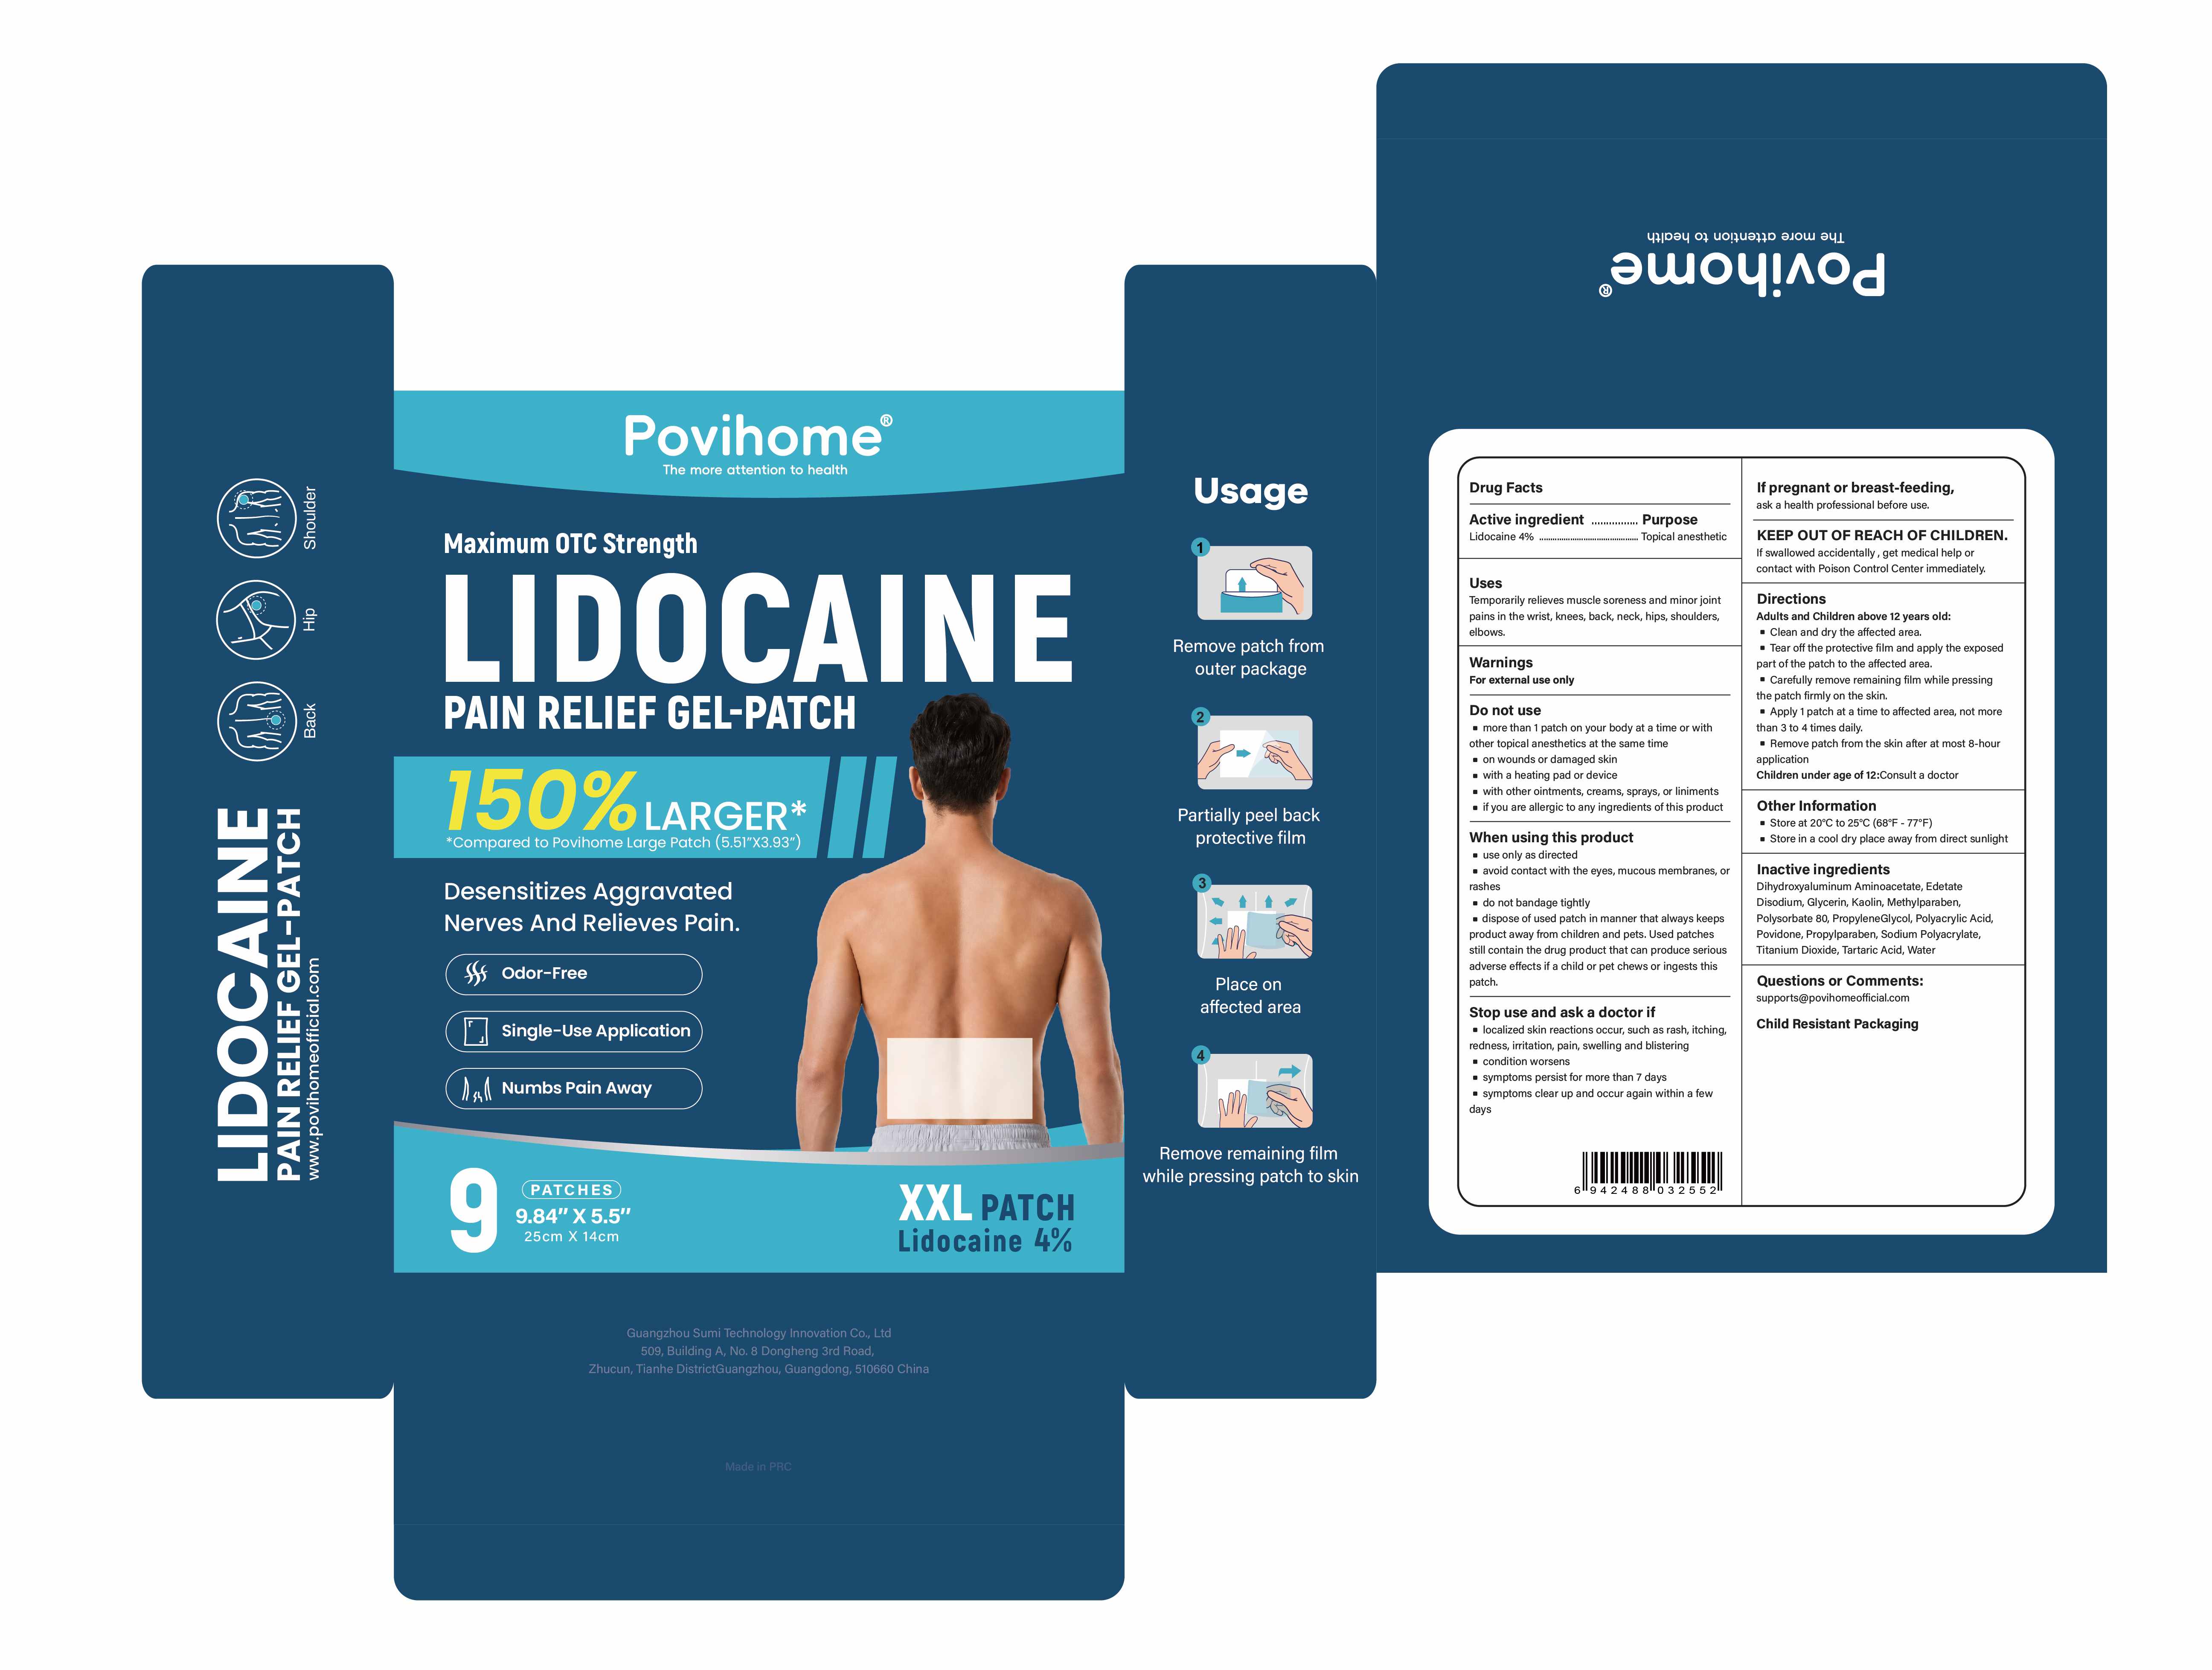 Shoulder
Hip
Back
LIDOCAINE
PAIN RELIEF GEL-PATCH
www.povihomeofficial.com
Povihome®
The more attention to health
Maximum OTC Strength
LIDOCAINE
PAIN RELIEF GEL-PATCH
150% LARGER*
*Compared to Povihome Large Patch (5.51”X3.93”)
Desensitizes Aggravated
Nerves And Relieves Pain.
Odor-Free
Single-Use Application
Numbs Pain Away
9 PATCHES
9.84” X 5.5”
25cm X 14cm
XXL PATCH
Lidocaine 4%
Guangzhou Sumi Technology Innovation Co., Ltd
509, Building A, No. 8 Dongheng 3rd Road,
Zhucun, Tianhe DistrictGuangzhou, Guangdong, 510660 China
Made in PRC
Usage
1
Remove patch from
outer package
2
Partially peel back
protective film
3
Place on
affected area
4
Remove remaining film
while pressing patch to skin
Povihome®
The more attention to health
Drug Facts
Active ingredient ................ Purpose
Lidocaine 4% ............................................ Topical anesthetic
Uses
Temporarily relieves muscle soreness and minor joint
pains in the wrist, knees, back, neck, hips, shoulders,
elbows.
Warnings
For external use only
Do not use
▪ more than 1 patch on your body at a time or with
other topical anesthetics at the same time
▪ on wounds or damaged skin
▪ with a heating pad or device
▪ with other ointments, creams, sprays, or liniments
▪ if you are allergic to any ingredients of this product
When using this product
▪ use only as directed
▪ avoid contact with the eyes, mucous membranes, or
rashes
▪ do not bandage tightly
▪ dispose of used patch in manner that always keeps
product away from children and pets. Used patches
still contain the drug product that can produce serious
adverse effects if a child or pet chews or ingests this
patch.
Stop use and ask a doctor if
▪ localized skin reactions occur, such as rash, itching,
redness, irritation, pain, swelling and blistering
▪ condition worsens
▪ symptoms persist for more than 7 days
▪ symptoms clear up and occur again within a few
days
6 942488 032552
If pregnant or breast-feeding,
ask a health professional before use.
KEEP OUT OF REACH OF CHILDREN.
If swallowed accidentally , get medical help or
contact with Poison Control Center immediately.
Directions
Adults and Children above 12 years old:
▪ Clean and dry the affected area.
▪ Tear off the protective film and apply the exposed
part of the patch to the affected area.
▪ Carefully remove remaining film while pressing
the patch firmly on the skin.
▪ Apply 1 patch at a time to affected area, not more
than 3 to 4 times daily.
▪ Remove patch from the skin after at most 8-hour
application
Children under age of 12:Consult a doctor
Other Information
▪ Store at 20°C to 25°C (68°F - 77°F)
▪ Store in a cool dry place away from direct sunlight
Inactive ingredients
Dihydroxyaluminum Aminoacetate, Edetate
Disodium, Glycerin, Kaolin, Methylparaben,
Polysorbate 80, PropyleneGlycol, Polyacrylic Acid,
Povidone, Propylparaben, Sodium Polyacrylate,
Titanium Dioxide, Tartaric Acid, Water
Questions or Comments:
supports@povihomeofficial.com
Child Resistant Packaging